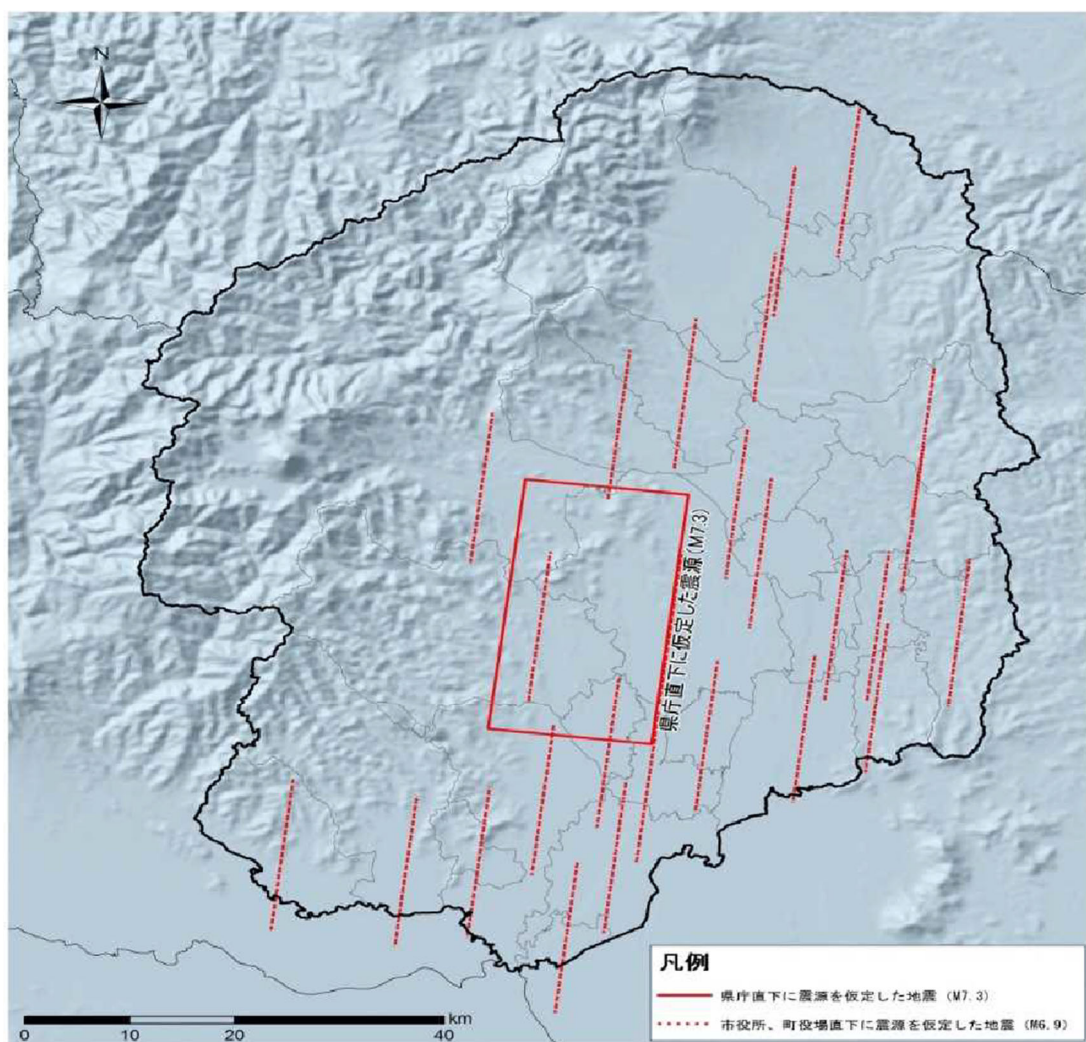 N
県庁直下に仮定した震源(M7.3)
凡例
県庁直下に震源を仮定した地震 (M7.3)
市役所、町役場直下に震源を仮定した地震 (M6.9)
km
0 10 20 40